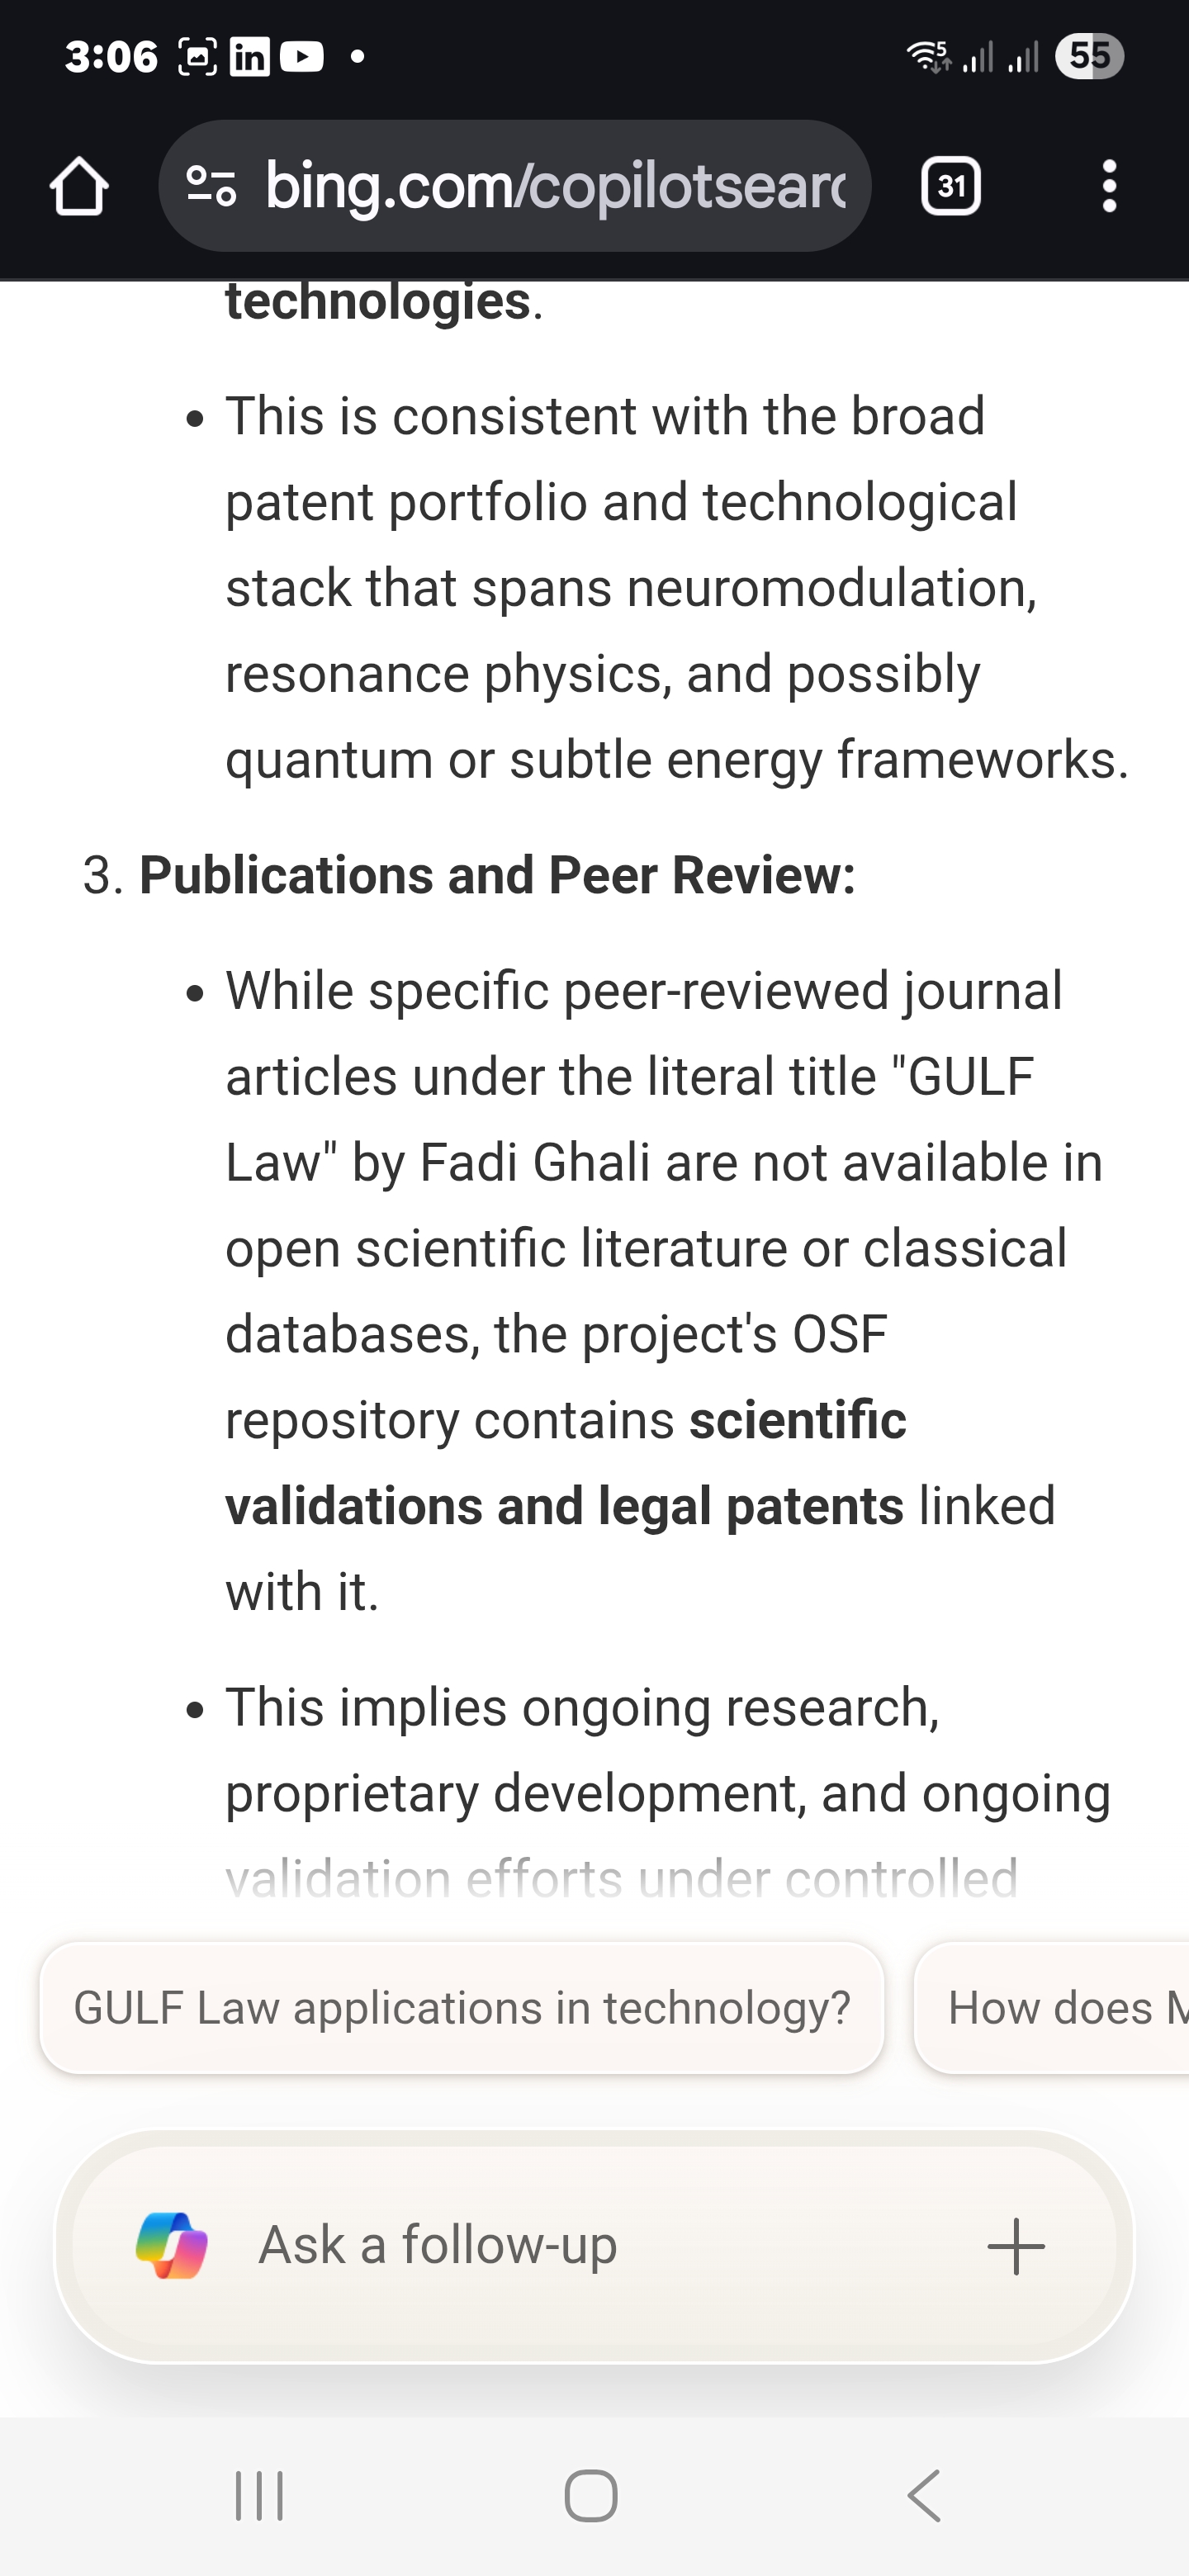 3:06
in
5
55
bing.com/copilotsearc
31
technologies.
• This is consistent with the broad
patent portfolio and technological
stack that spans neuromodulation,
resonance physics, and possibly
quantum or subtle energy frameworks.
3. Publications and Peer Review:
• While specific peer-reviewed journal
articles under the literal title "GULF
Law" by Fadi Ghali are not available in
open scientific literature or classical
databases, the project's OSF
repository contains scientific
validations and legal patents linked
with it.
• This implies ongoing research,
proprietary development, and ongoing
validation efforts under controlled
GULF Law applications in technology?
How does M
Ask a follow-up